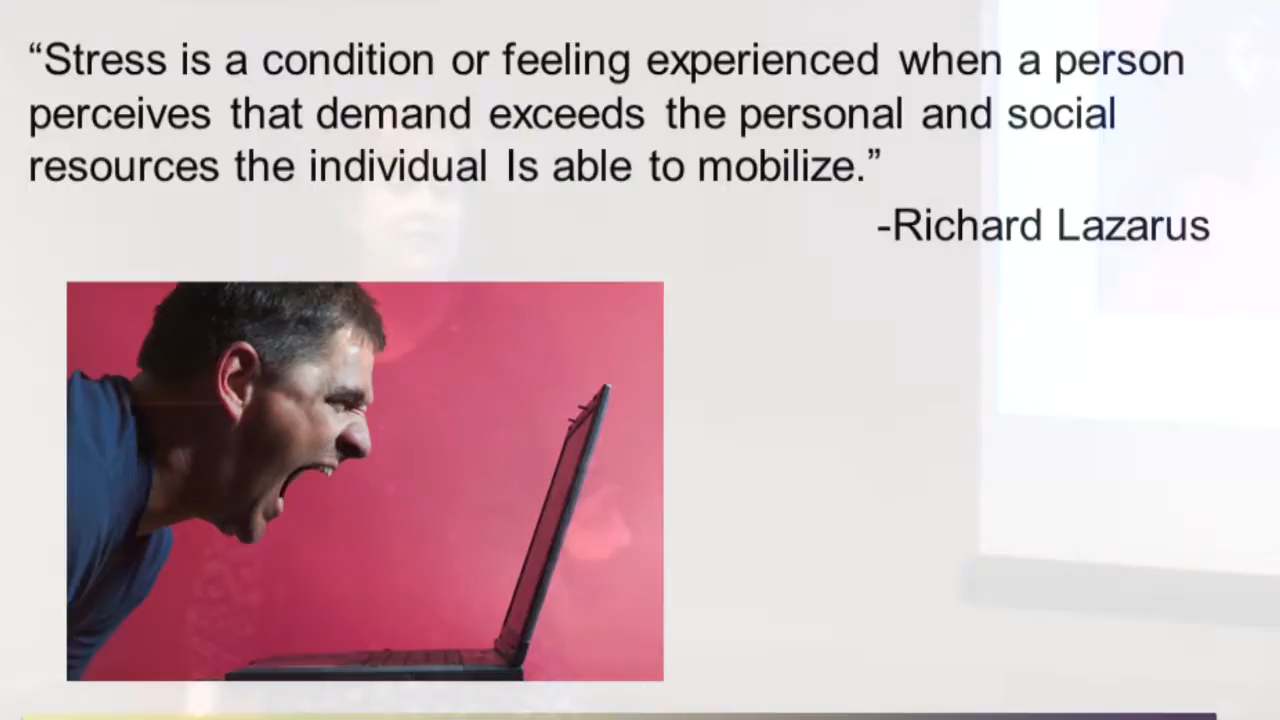 “Stress is a condition or feeling experienced when a person
perceives that demand exceeds the personal and social
resources the individual Is able to mobilize.”
-Richard Lazarus